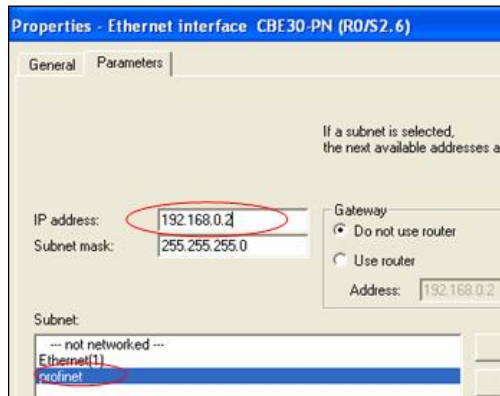 Properties - Ethernet interface CBE30-PN (R0/S2.6)
General Parameters
If a subnet is selected,
the next available addresses a
IP address: 192.168.0.2
Subnet mask: 255.255.255.0
Gateway
Do not use router
Use router
Address: 192.168.0.2
Subnet:
--- not networked ---
Ethernet(1)
profinet